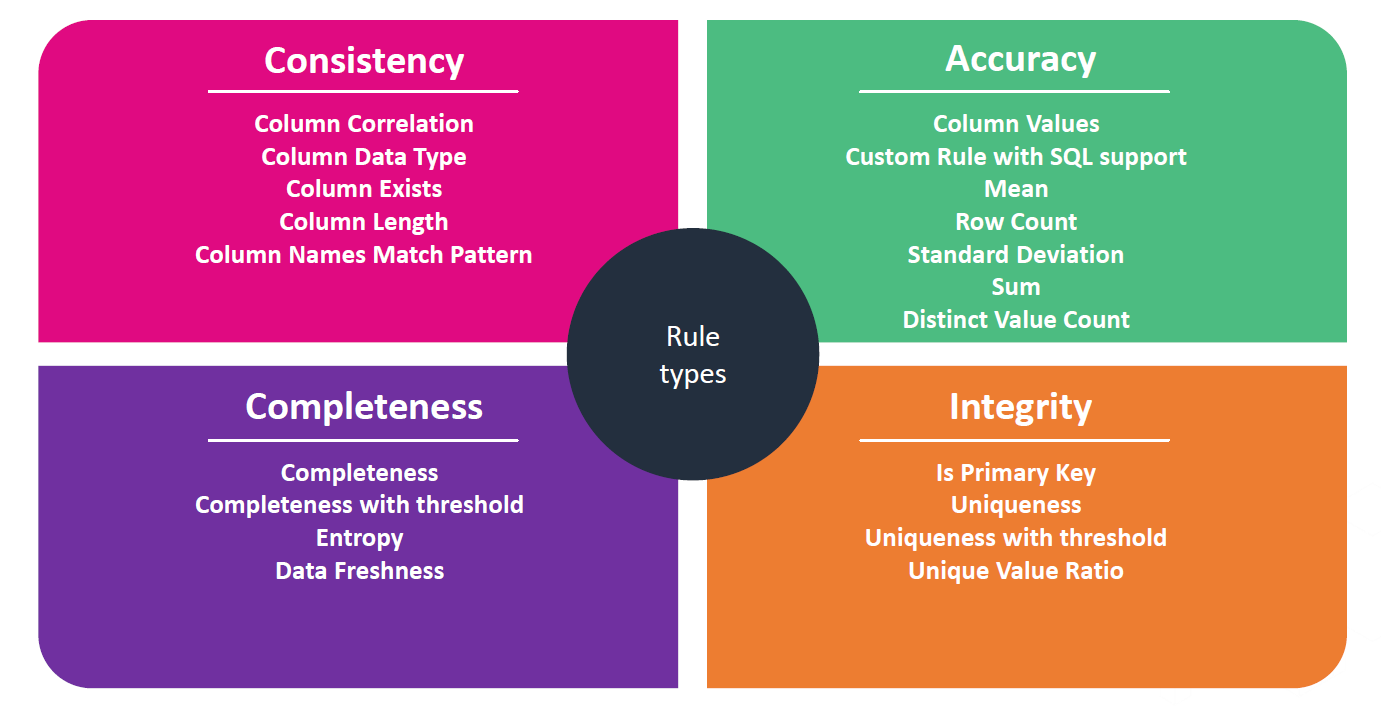 Consistency
Column Correlation
Column Data Type
Column Exists
Column Length
Column Names Match Pattern
Accuracy
Column Values
Custom Rule with SQL support
Mean
Row Count
Standard Deviation
Sum
Distinct Value Count
Rule
types
Completeness
Completeness
Completeness with threshold
Entropy
Data Freshness
Integrity
Is Primary Key
Uniqueness
Uniqueness with threshold
Unique Value Ratio